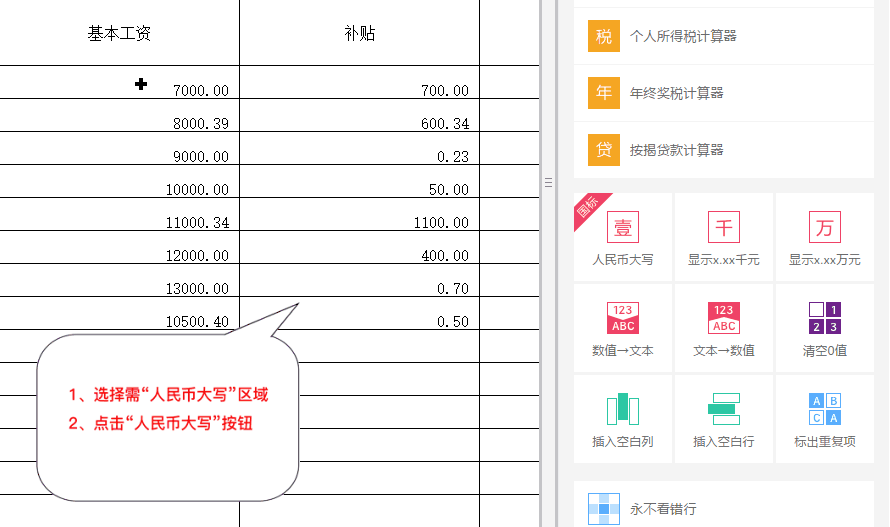 基本工资 补贴
7000.00 700.00
8000.39 600.34
9000.00 0.23
10000.00 50.00
11000.34 1100.00
12000.00 400.00
13000.00 0.70
10500.40 0.50
1、选择需“人民币大写”区域
2、点击“人民币大写”按钮
税 个人所得税计算器
年 年终奖税计算器
贷 按揭贷款计算器
国标
壹 千 万
人民币大写 显示x.xx千元 显示x.xx万元
123 123 1
ABC ABC 2 3
数值→文本 文本→数值 清空0值
A B
C A
插入空白列 插入空白行 标出重复项
永不看错行